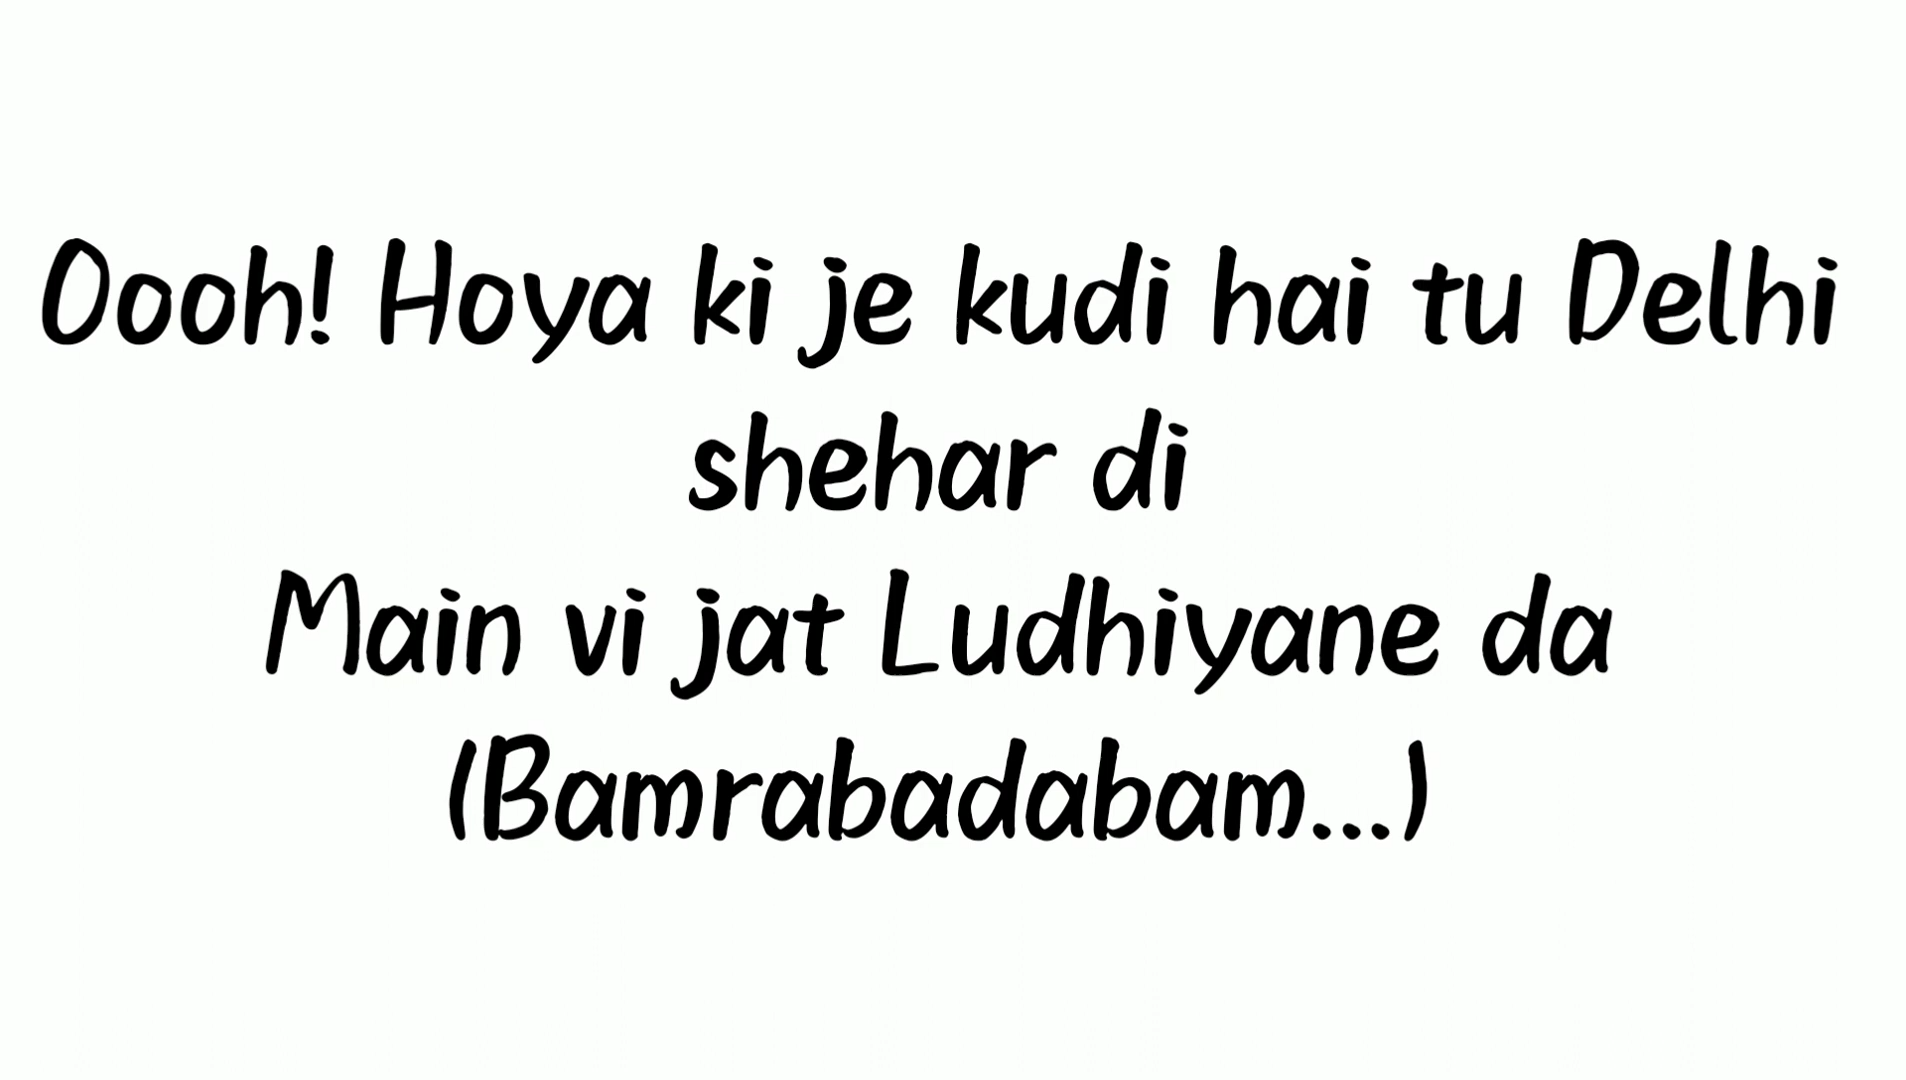 Oooh! Hoya ki je kudi hai tu Delhi
shehar di
Main vi jat Ludhiyane da
(Bamrabadabam...)